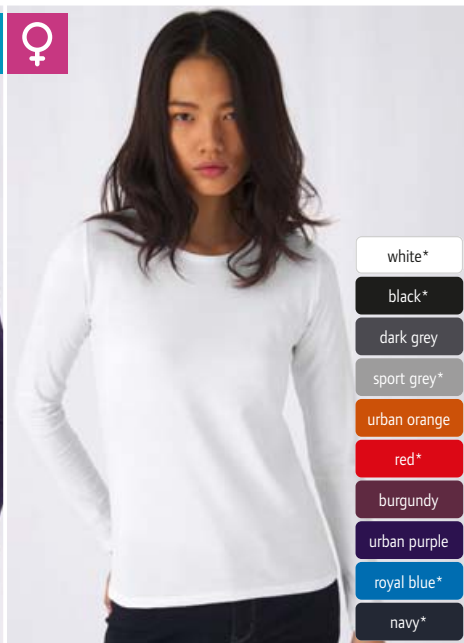 white*
black*
dark grey
sport grey*
urban orange
red*
burgundy
urban purple
royal blue*
navy*